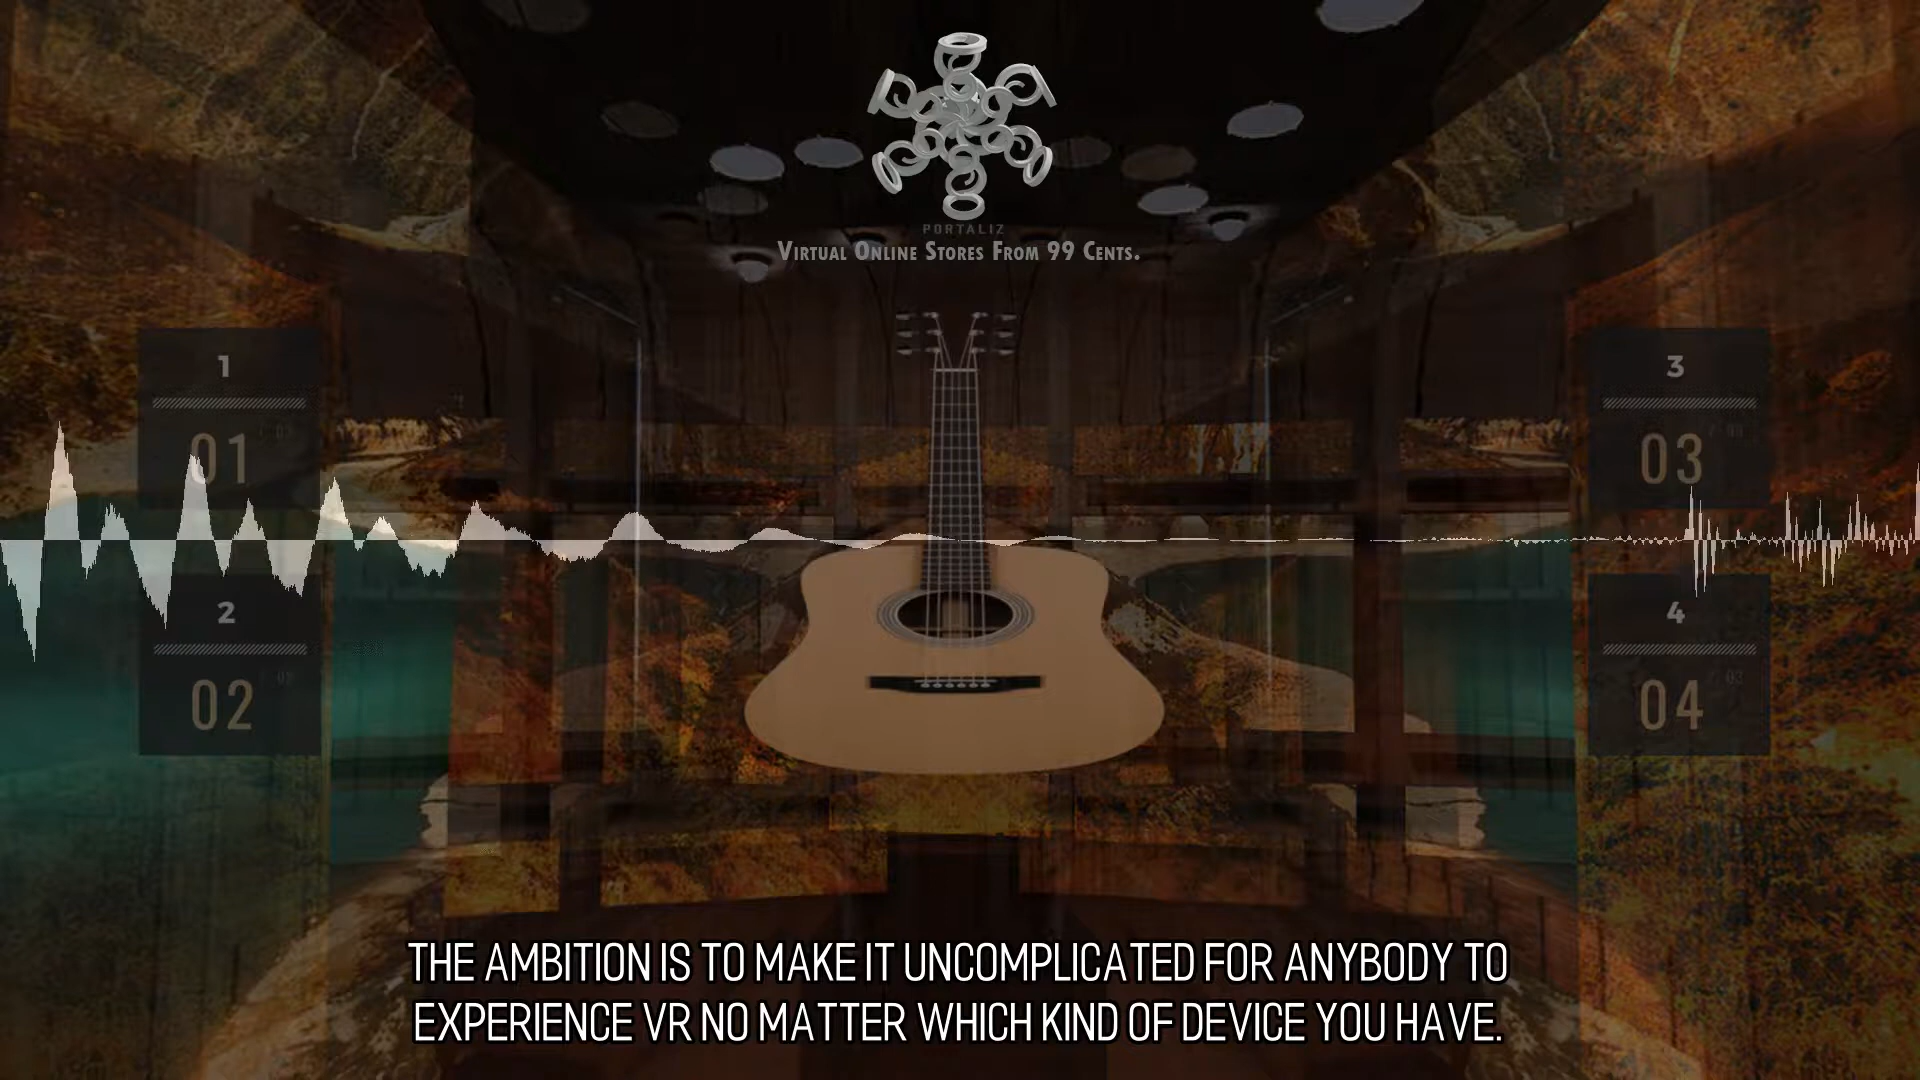 PORTALIZ
VIRTUAL ONLINE STORES FROM 99 CENTS.
1
01
2
02
3
03
4
04
THE AMBITION IS TO MAKE IT UNCOMPLICATED FOR ANYBODY TO
EXPERIENCE VR NO MATTER WHICH KIND OF DEVICE YOU HAVE.